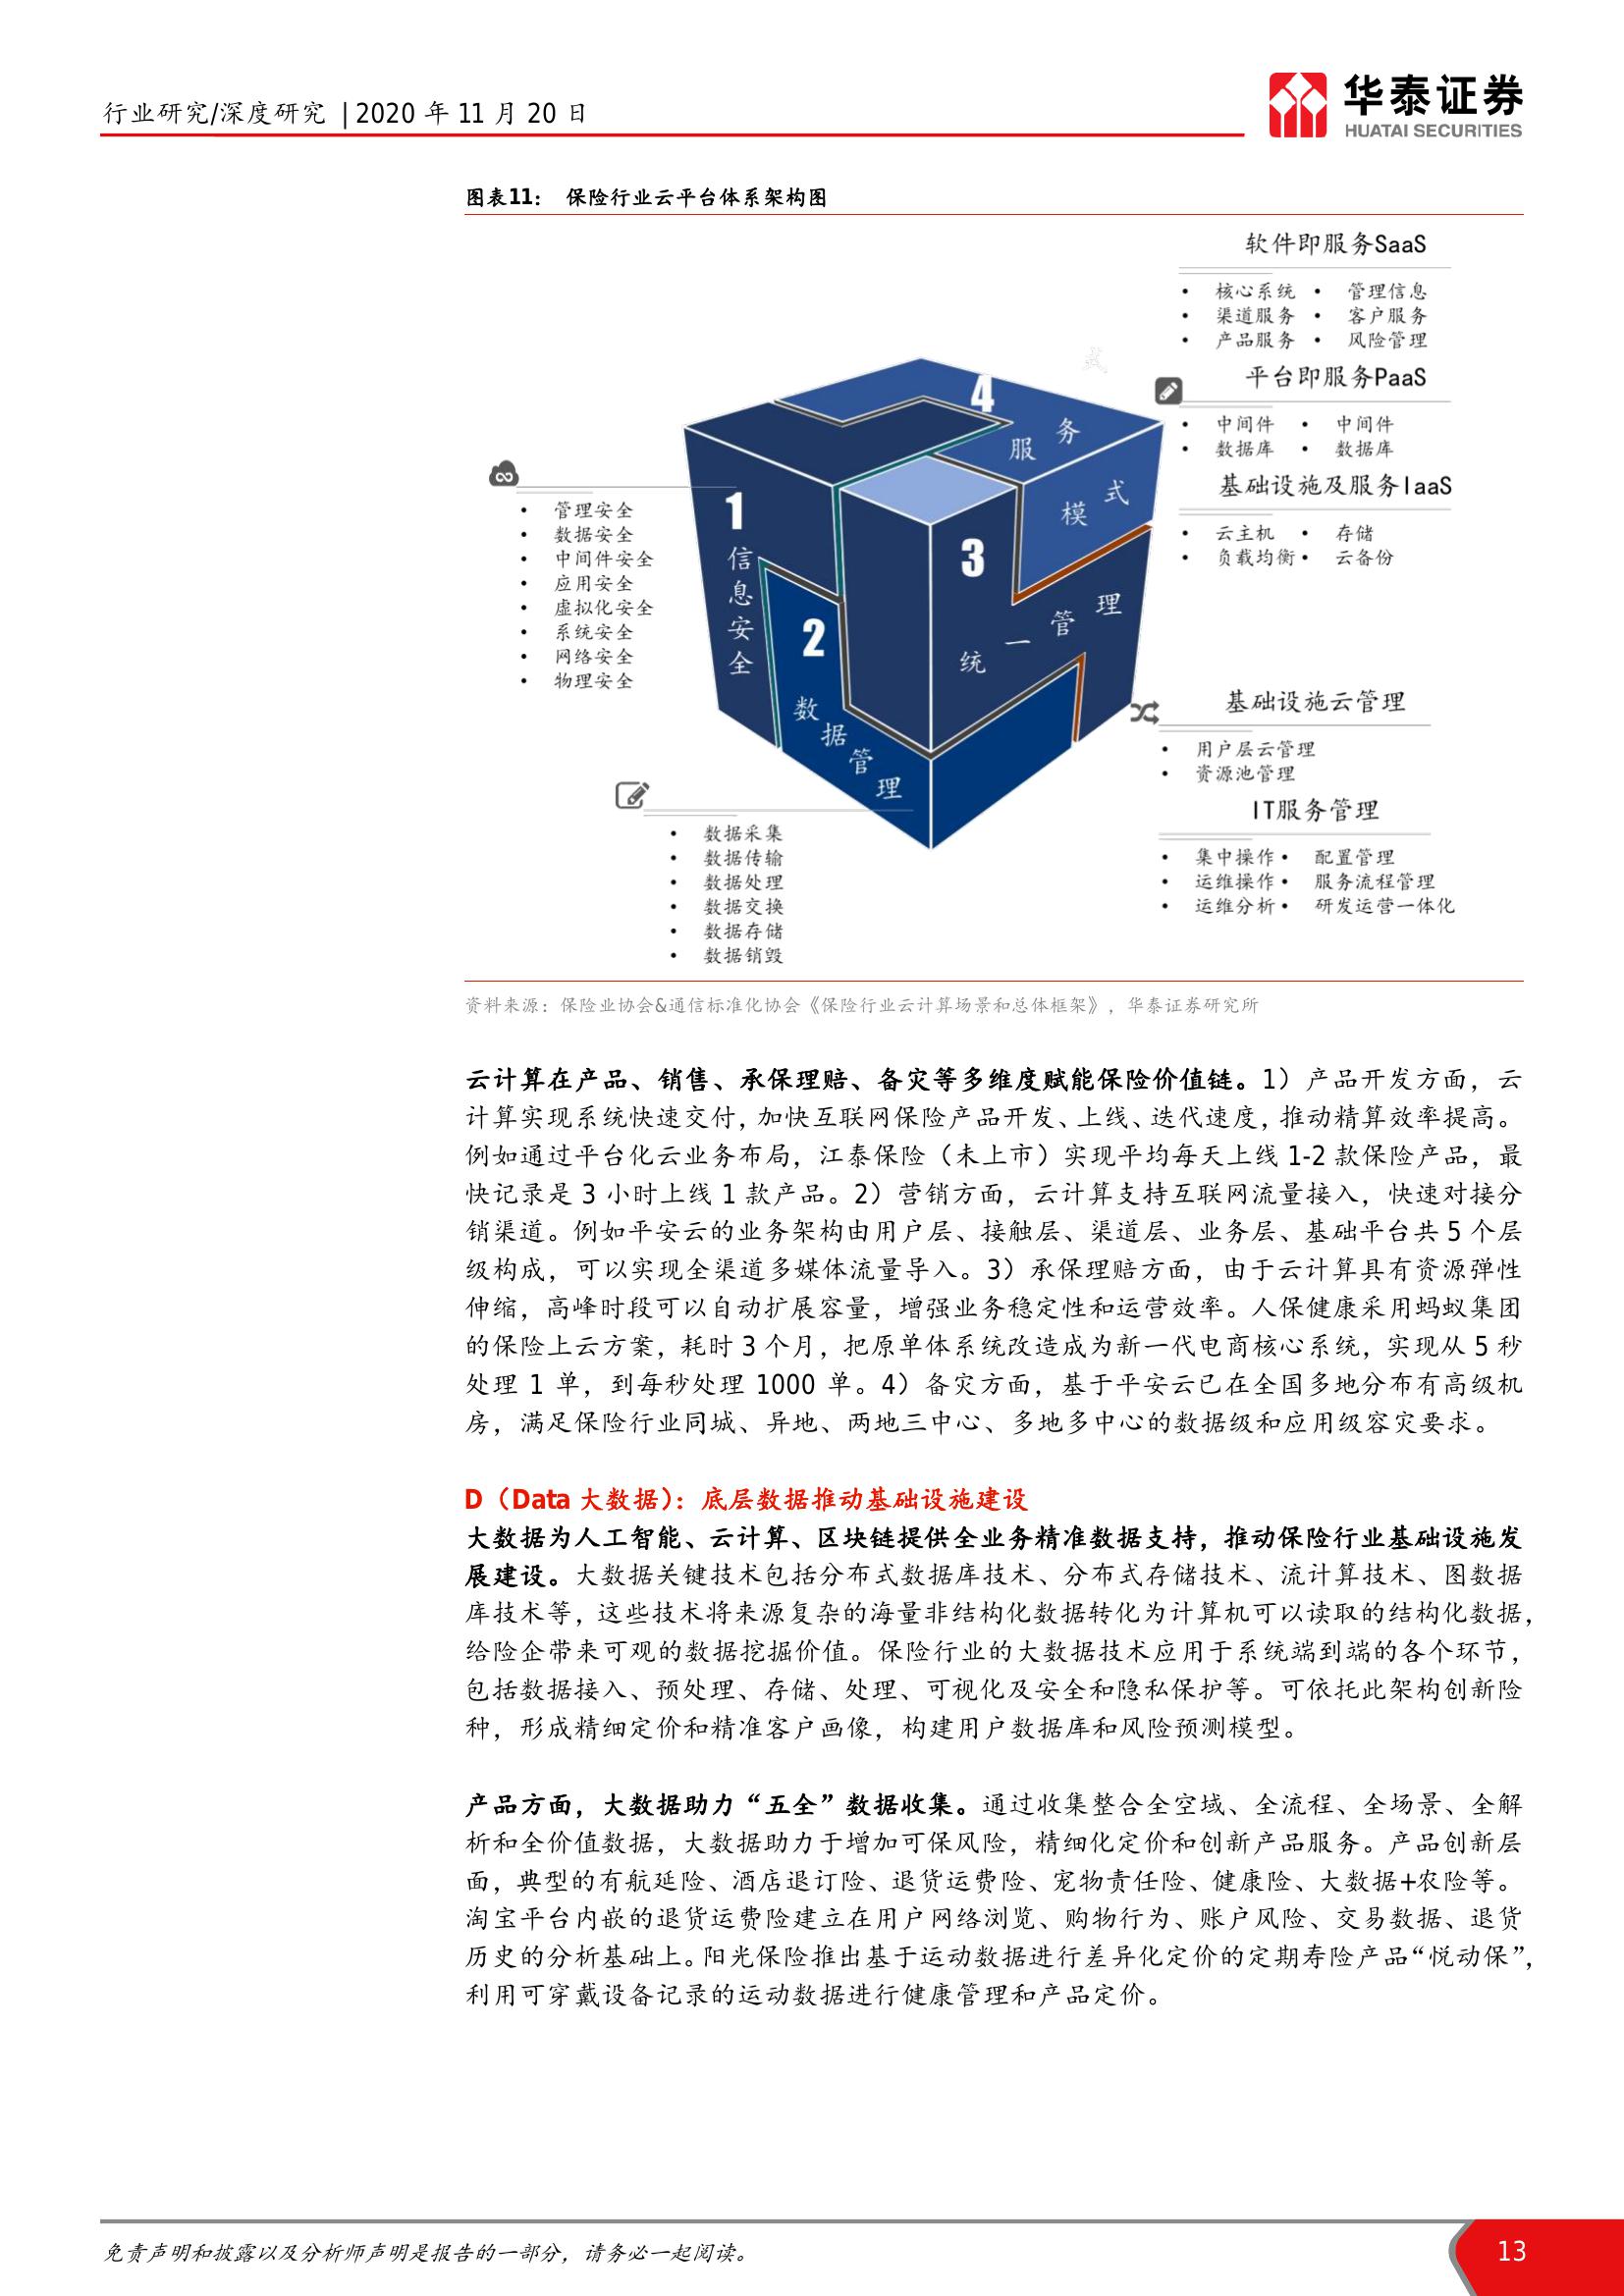 行业研究/深度研究 | 2020 年 11 月 20 日
华泰证券
HUATAI SECURITIES
图表11： 保险行业云平台体系架构图
软件即服务SaaS
• 核心系统 • 管理信息
• 渠道服务 • 客户服务
• 产品服务 • 风险管理
平台即服务PaaS
• 中间件 • 中间件
• 数据库 • 数据库
基础设施及服务IaaS
• 云主机 • 存储
• 负载均衡 • 云备份
4
服务
模式
1
信息安全
• 管理安全
• 数据安全
• 中间件安全
• 应用安全
• 虚拟化安全
• 系统安全
• 网络安全
• 物理安全
3
统一管理
2
数据管理
基础设施云管理
• 用户层云管理
• 资源池管理
IT服务管理
• 集中操作 • 配置管理
• 运维操作 • 服务流程管理
• 运维分析 • 研发运营一体化
• 数据采集
• 数据传输
• 数据处理
• 数据交换
• 数据存储
• 数据销毁
资料来源：保险业协会&通信标准化协会《保险行业云计算场景和总体框架》，华泰证券研究所
云计算在产品、销售、承保理赔、备灾等多维度赋能保险价值链。1）产品开发方面，云
计算实现系统快速交付，加快互联网保险产品开发、上线、迭代速度，推动精算效率提高。
例如通过平台化云业务布局，江泰保险（未上市）实现平均每天上线 1-2 款保险产品，最
快记录是 3 小时上线 1 款产品。2）营销方面，云计算支持互联网流量接入，快速对接分
销渠道。例如平安云的业务架构由用户层、接触层、渠道层、业务层、基础平台共 5 个层
级构成，可以实现全渠道多媒体流量导入。3）承保理赔方面，由于云计算具有资源弹性
伸缩，高峰时段可以自动扩展容量，增强业务稳定性和运营效率。人保健康采用蚂蚁集团
的保险上云方案，耗时 3 个月，把原单体系统改造成为新一代电商核心系统，实现从 5 秒
处理 1 单，到每秒处理 1000 单。4）备灾方面，基于平安云已在全国多地分布有高级机
房，满足保险行业同城、异地、两地三中心、多地多中心的数据级和应用级容灾要求。
D（Data 大数据）：底层数据推动基础设施建设
大数据为人工智能、云计算、区块链提供全业务精准数据支持，推动保险行业基础设施发
展建设。大数据关键技术包括分布式数据库技术、分布式存储技术、流计算技术、图数据
库技术等，这些技术将来源复杂的海量非结构化数据转化为计算机可以读取的结构化数据，
给险企带来可观的数据挖掘价值。保险行业的大数据技术应用于系统端到端的各个环节，
包括数据接入、预处理、存储、处理、可视化及安全和隐私保护等。可依托此架构创新险
种，形成精细定价和精准客户画像，构建用户数据库和风险预测模型。
产品方面，大数据助力“五全”数据收集。通过收集整合全空域、全流程、全场景、全解
析和全价值数据，大数据助力于增加可保风险，精细化定价和创新产品服务。产品创新层
面，典型的有航延险、酒店退订险、退货运费险、宠物责任险、健康险、大数据+农险等。
淘宝平台内嵌的退货运费险建立在用户网络浏览、购物行为、账户风险、交易数据、退货
历史的分析基础上。阳光保险推出基于运动数据进行差异化定价的定期寿险产品“悦动保”，
利用可穿戴设备记录的运动数据进行健康管理和产品定价。
免责声明和披露以及分析师声明是报告的一部分，请务必一起阅读。
13